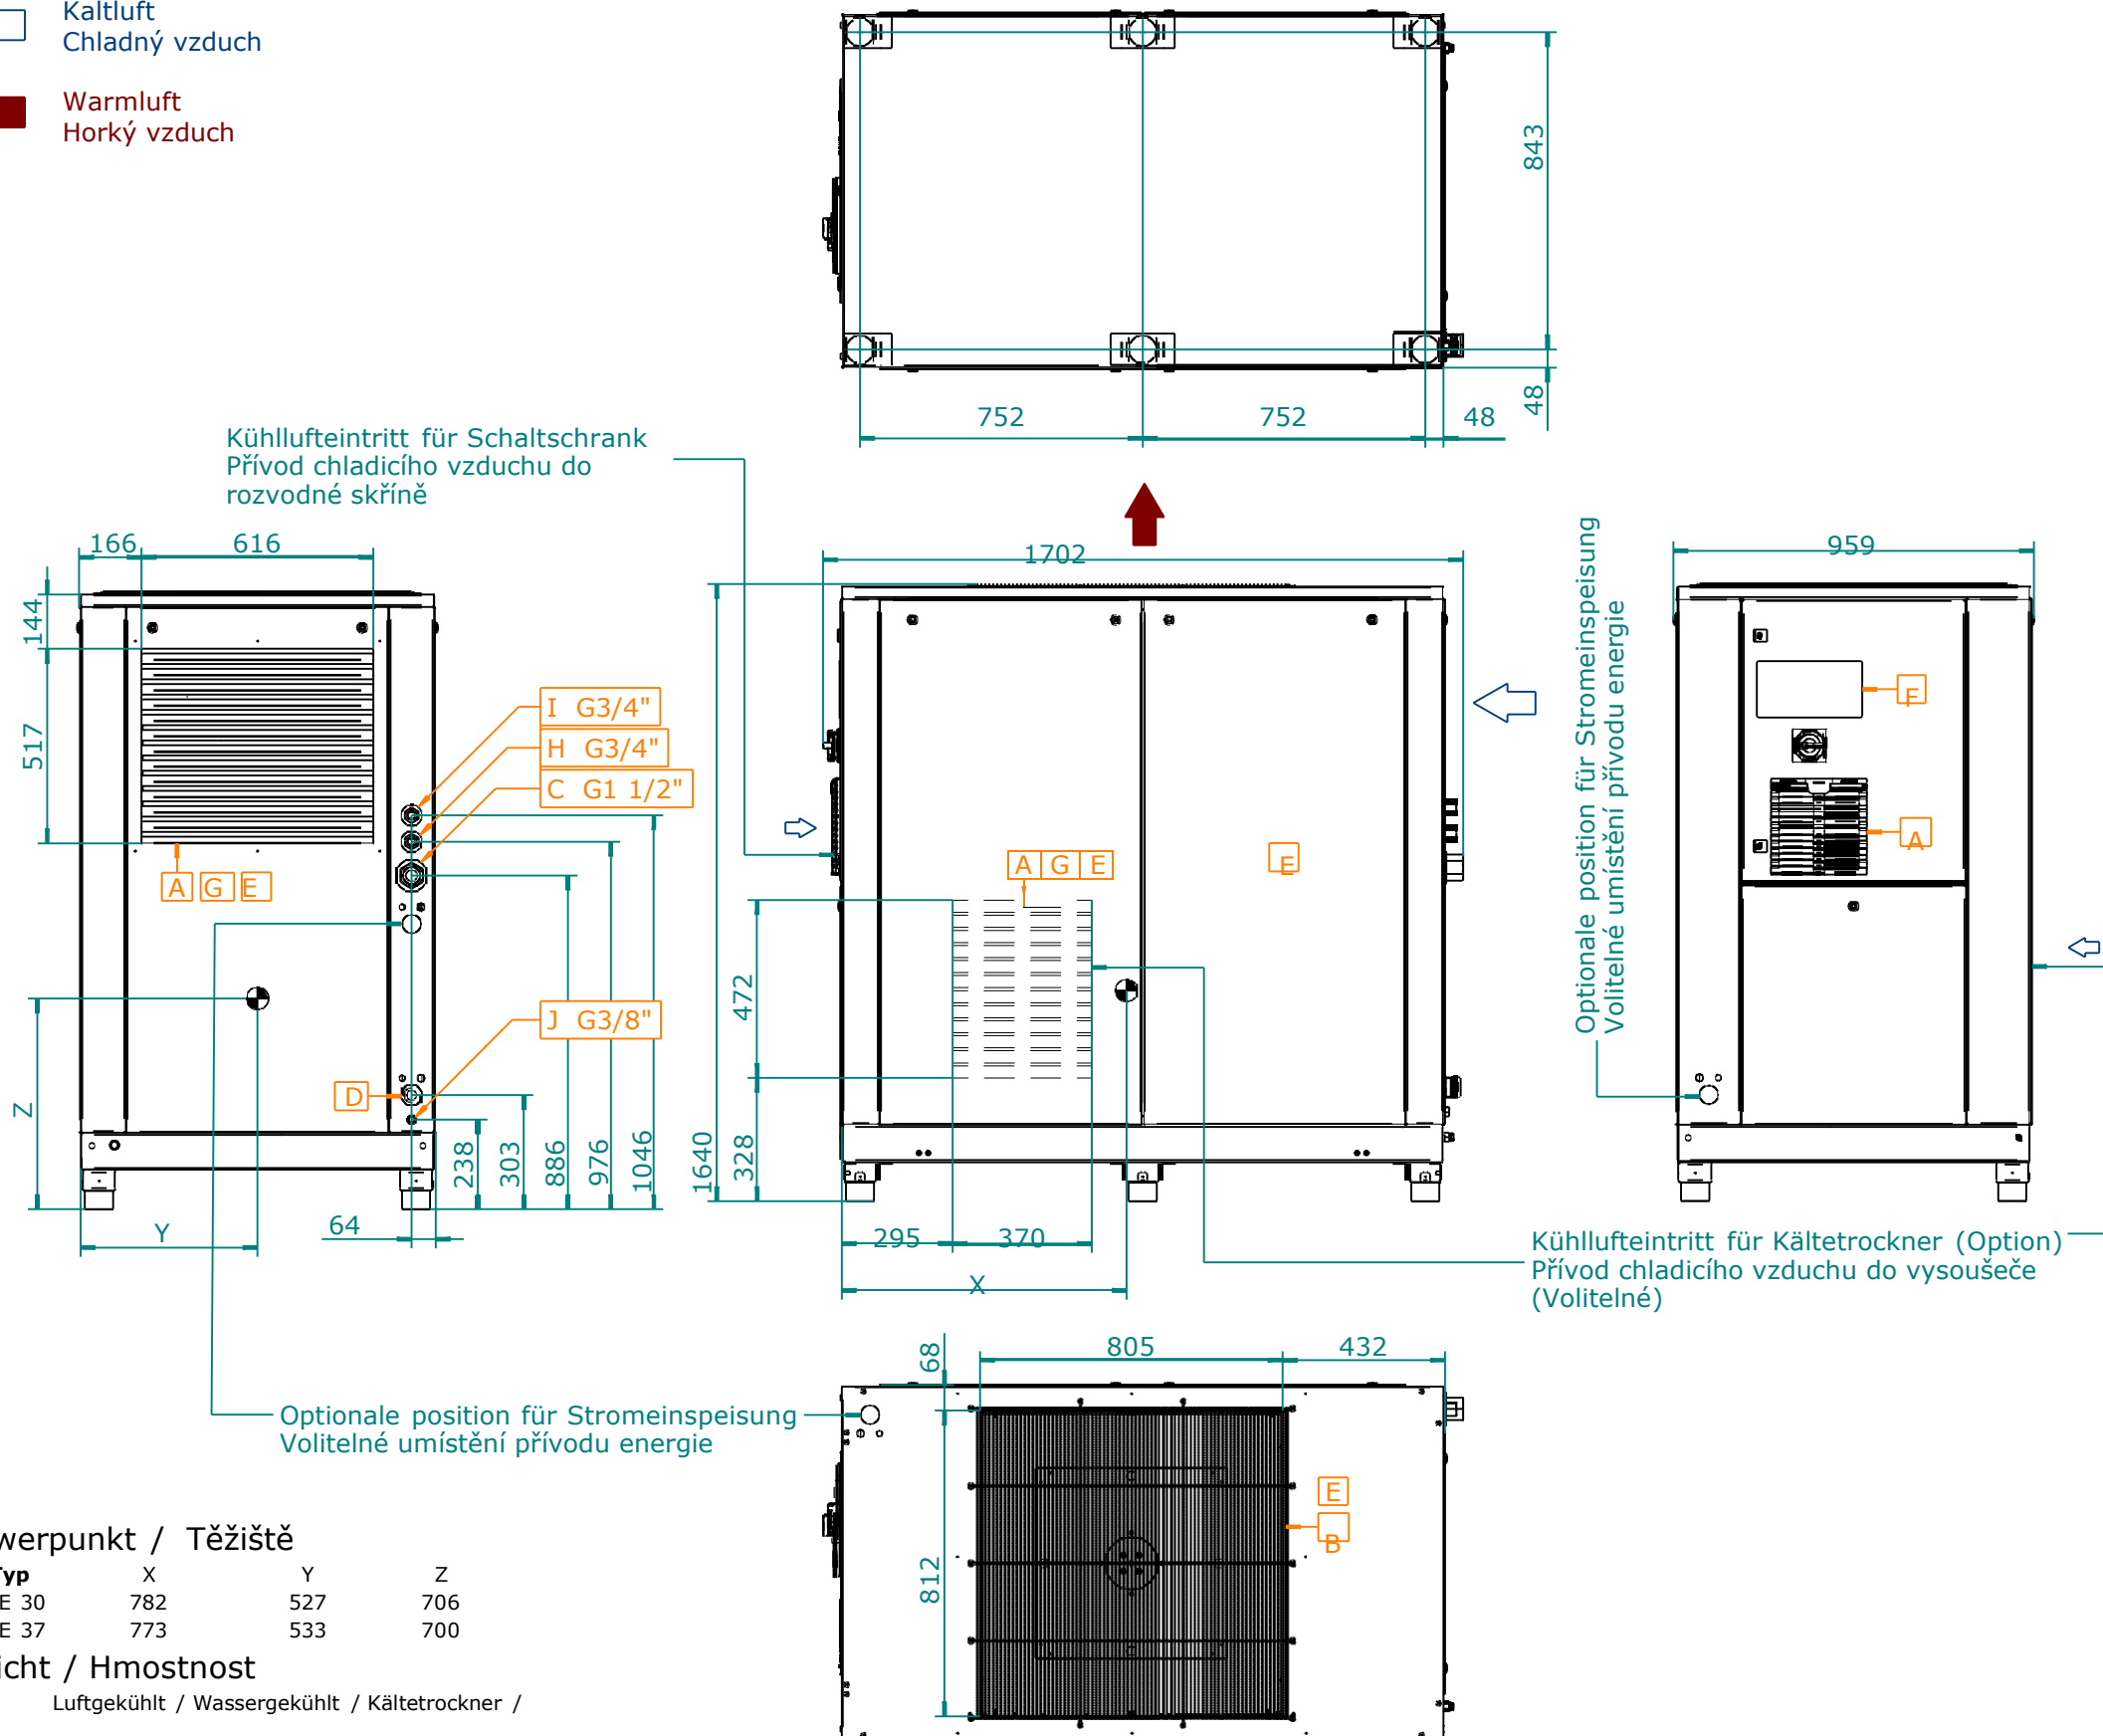 Kaltluft
Chladný vzduch
Warmluft
Horký vzduch
843
48
752
752
48
Kühllufteintritt für Schaltschrank
Přívod chladicího vzduchu do
rozvodné skříně
166
616
144
517
I G3/4"
H G3/4"
C G1 1/2"
A G E
J G3/8"
D
Z
Y
64
238
303
886
976
1046
1702
1640
328
472
A G E
E
295
370
X
Optionale position für Stromeinspeisung
Volitelné umístění přívodu energie
959
F
A
Kühllufteintritt für Kältetrockner (Option)
Přívod chladicího vzduchu do vysoušeče
(Volitelné)
Optionale position für Stromeinspeisung
Volitelné umístění přívodu energie
68
805
432
812
E
B
werpunkt / Těžiště
Typ X Y Z
E 30 782 527 706
E 37 773 533 700
icht / Hmostnost
Luftgekühlt / Wassergekühlt / Kältetrockner /